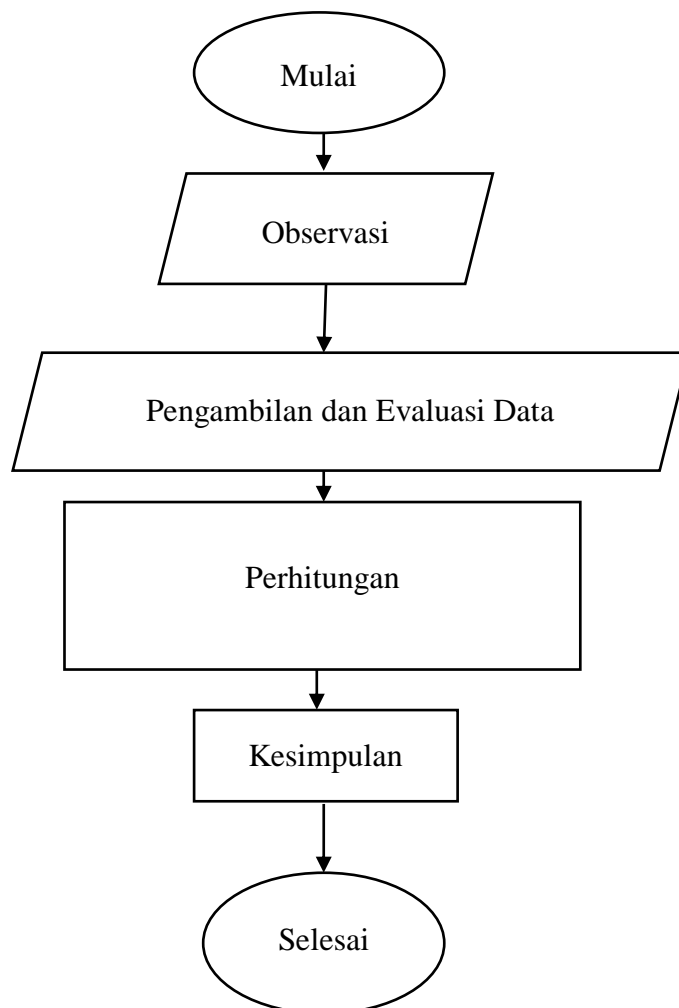 Mulai
Observasi
Pengambilan dan Evaluasi Data
Perhitungan
Kesimpulan
Selesai